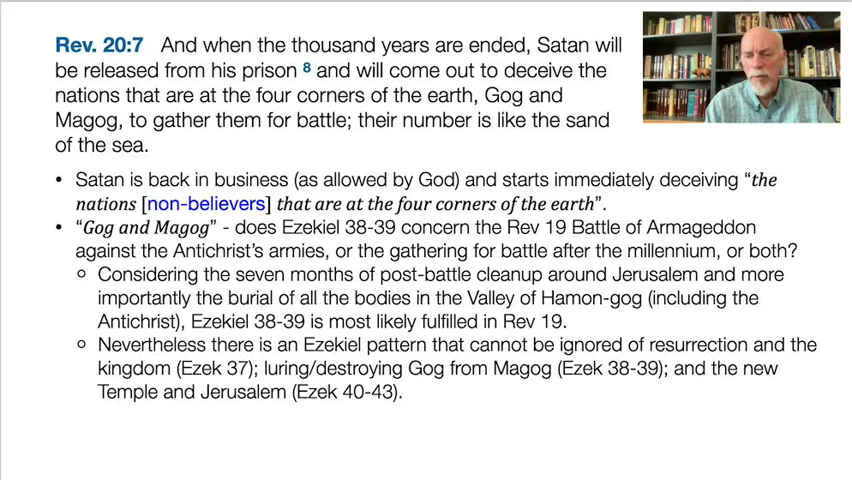 Rev. 20:7 And when the thousand years are ended, Satan will
be released from his prison 8 and will come out to deceive the
nations that are at the four corners of the earth, Gog and
Magog, to gather them for battle; their number is like the sand
of the sea.
• Satan is back in business (as allowed by God) and starts immediately deceiving “the
nations [non-believers] that are at the four corners of the earth”.
• “Gog and Magog” - does Ezekiel 38-39 concern the Rev 19 Battle of Armageddon
against the Antichrist's armies, or the gathering for battle after the millennium, or both?
○ Considering the seven months of post-battle cleanup around Jerusalem and more
importantly the burial of all the bodies in the Valley of Hamon-gog (including the
Antichrist), Ezekiel 38-39 is most likely fulfilled in Rev 19.
○ Nevertheless there is an Ezekiel pattern that cannot be ignored of resurrection and the
kingdom (Ezek 37); luring/destroying Gog from Magog (Ezek 38-39); and the new
Temple and Jerusalem (Ezek 40-43).